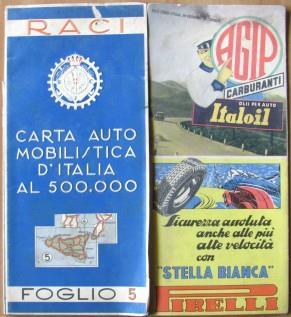 RACI
CARTA AUTO
MOBILISTICA
D'ITALIA
AL 500.000
5
FOGLIO 5
AGIP
CARBURANTI
OLII PER AUTO
Italoil
Sicurezza assoluta
anche alle più
alte velocità
con
"STELLA BIANCA"
PIRELLI